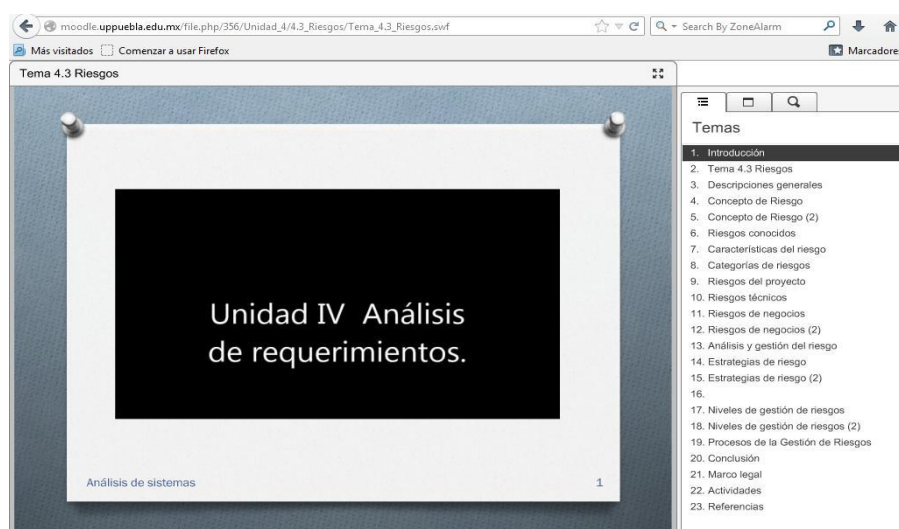 moodle.uppuebla.edu.mx/file.php/356/Unidad_4/4.3_Riesgos/Tema_4.3_Riesgos.swf
Search By ZoneAlarm
Más visitados
Comenzar a usar Firefox
Marcadores
Tema 4.3 Riesgos
Unidad IV Análisis
de requerimientos.
Análisis de sistemas
1
Temas
1. Introducción
2. Tema 4.3 Riesgos
3. Descripciones generales
4. Concepto de Riesgo
5. Concepto de Riesgo (2)
6. Riesgos conocidos
7. Características del riesgo
8. Categorías de riesgos
9. Riesgos del proyecto
10. Riesgos técnicos
11. Riesgos de negocios
12. Riesgos de negocios (2)
13. Análisis y gestión del riesgo
14. Estrategias de riesgo
15. Estrategias de riesgo (2)
16.
17. Niveles de gestión de riesgos
18. Niveles de gestión de riesgos (2)
19. Procesos de la Gestión de Riesgos
20. Conclusión
21. Marco legal
22. Actividades
23. Referencias